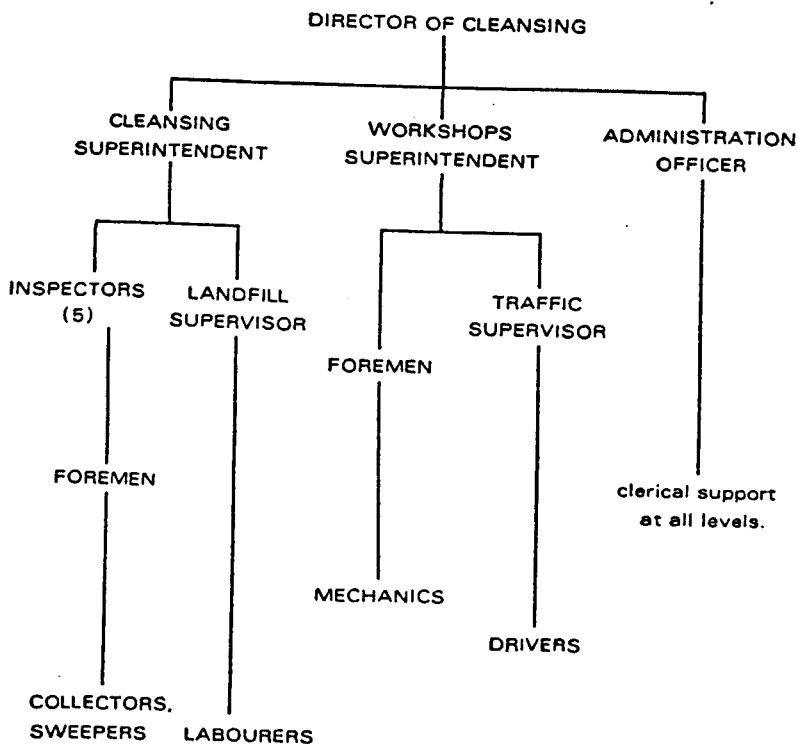 DIRECTOR OF CLEANSING
CLEANSING
SUPERINTENDENT
WORKSHOPS
SUPERINTENDENT
ADMINISTRATION
OFFICER
INSPECTORS
(5)
LANDFILL
SUPERVISOR
FOREMEN
TRAFFIC
SUPERVISOR
FOREMEN
clerical support
at all levels.
MECHANICS
DRIVERS
COLLECTORS.
SWEEPERS
LABOURERS